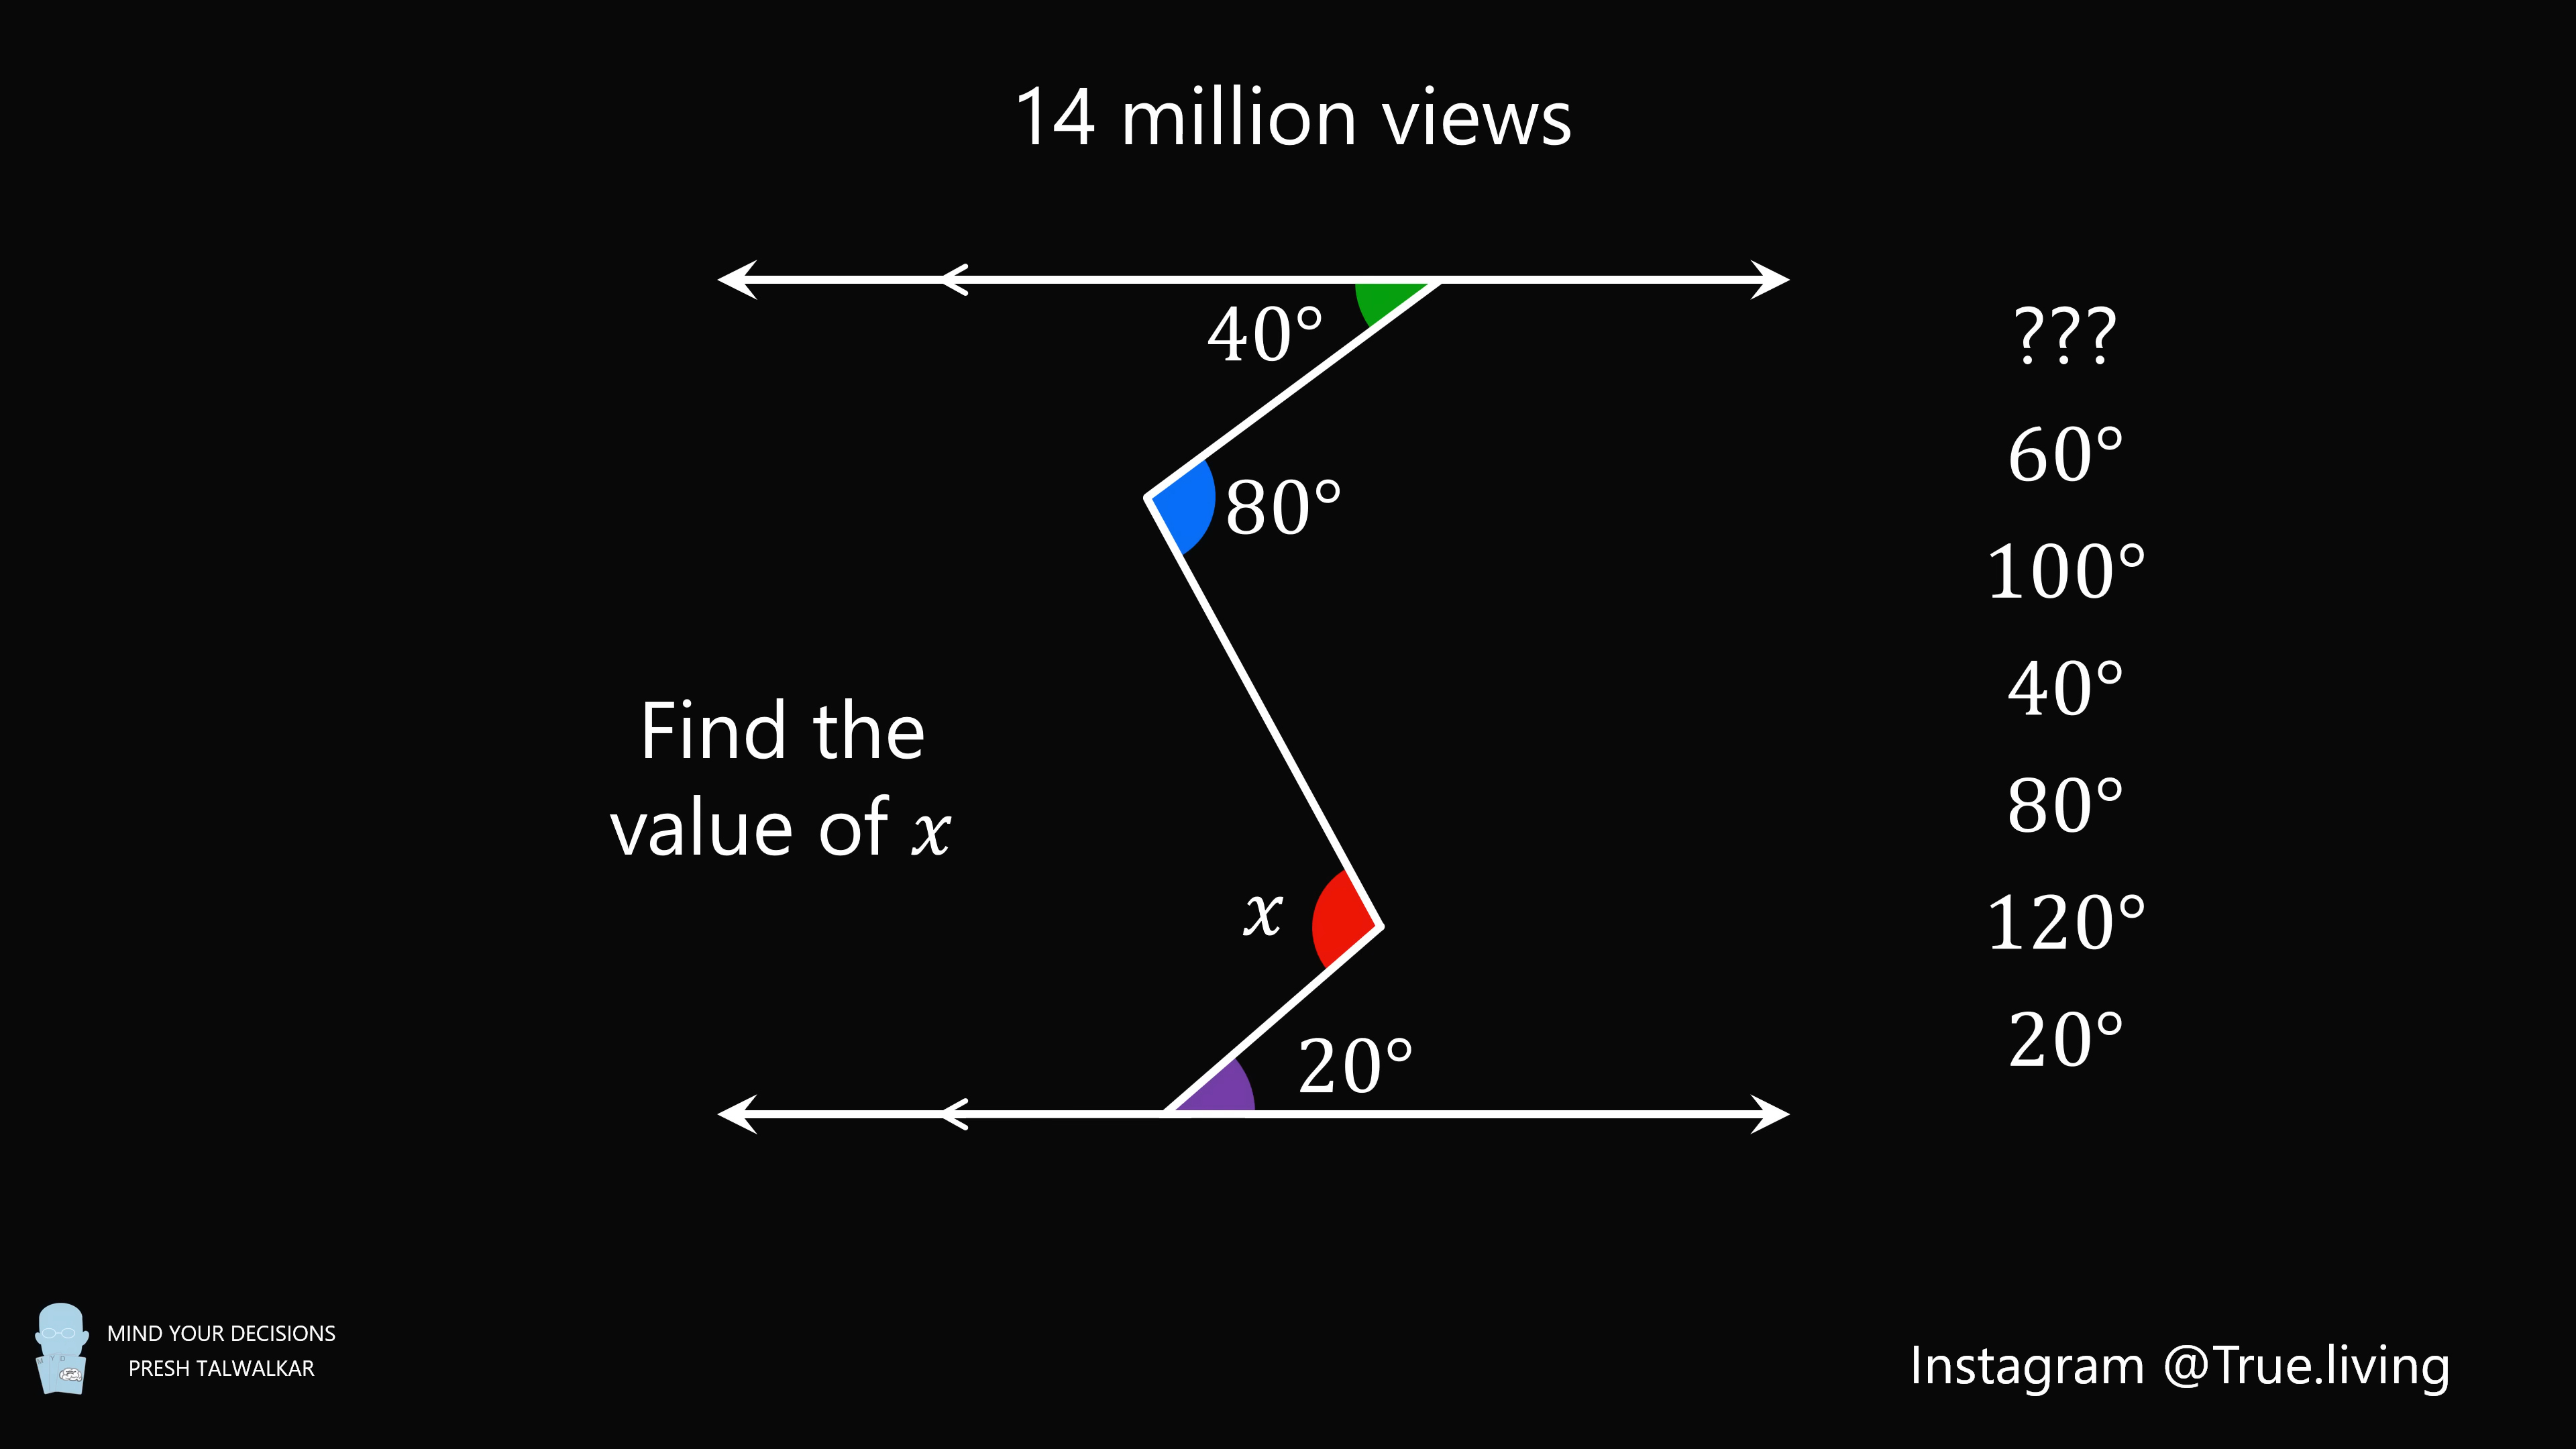 14 million views
40°
???
60°
80°
100°
40°
Find the
value of x
80°
x
120°
20°
20°
MIND YOUR DECISIONS
PRESH TALWALKAR
Instagram @True.living